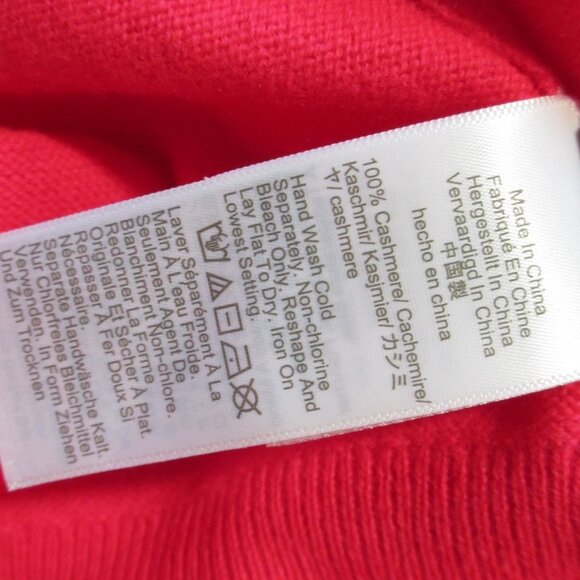 Made In China
Fabriqué En Chine
Hergestellt In China
Vervaardigd In China
中国製
hecho en china
100% Cashmere/ Cachemire/
Kaschmir/ Kasjmier/ カシミ
ヤ/ cashmere
Hand Wash Cold
Separately, Non-chlorine
Bleach Only, Reshape And
Lay Flat To Dry, Iron On
Lowest Setting.
Laver Séparément À La
Main À L'eau Froide.
Seulement Agent De
Blanchiment Non-chlore.
Redonner La Forme
Originale Et Sécher À Plat.
Repasser À Fer Doux Si
Nécessaire.
Separate Handwäsche Kalt.
Nur Chlorfreies Bleichmittel
Verwenden. In Form Ziehen
Und Zum Trocknen